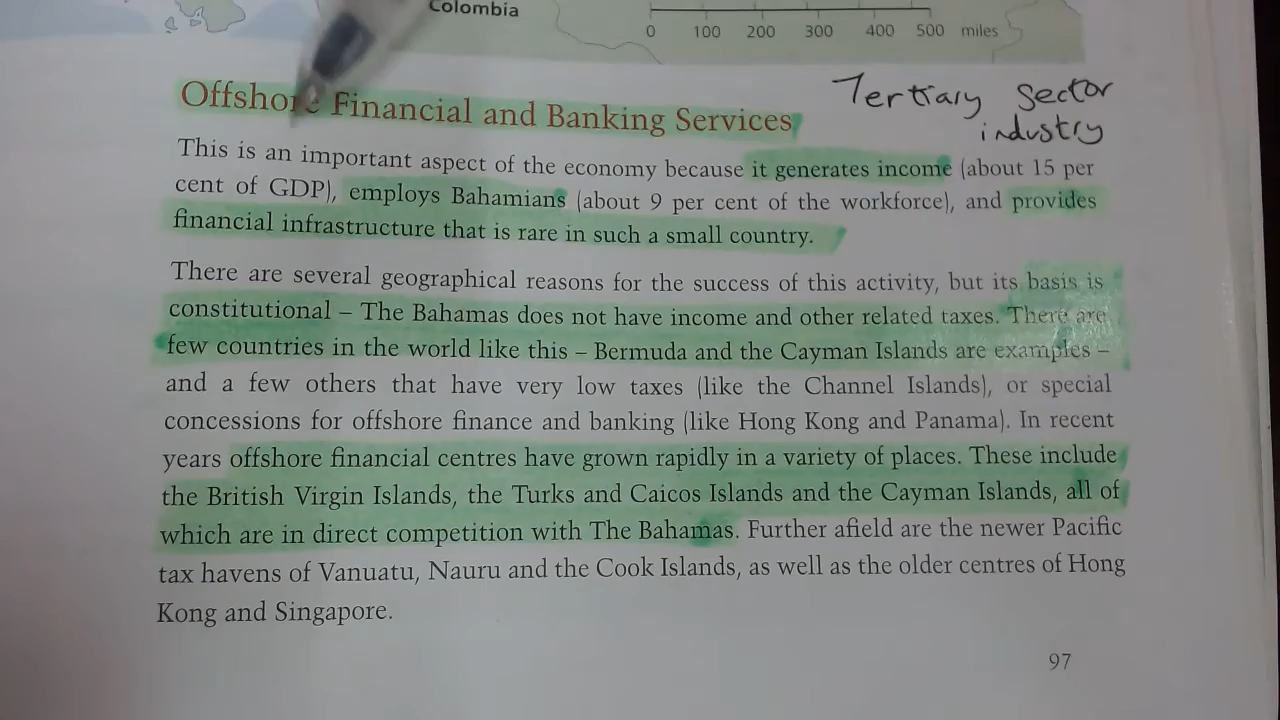 Colombia
0 100 200 300 400 500 miles
Offshore Financial and Banking Services
Tertiary Sector
industry
This is an important aspect of the economy because it generates income (about 15 per
cent of GDP), employs Bahamians (about 9 per cent of the workforce), and provides
financial infrastructure that is rare in such a small country.
There are several geographical reasons for the success of this activity, but its basis is
constitutional – The Bahamas does not have income and other related taxes. There are
few countries in the world like this – Bermuda and the Cayman Islands are examples –
and a few others that have very low taxes (like the Channel Islands), or special
concessions for offshore finance and banking (like Hong Kong and Panama). In recent
years offshore financial centres have grown rapidly in a variety of places. These include
the British Virgin Islands, the Turks and Caicos Islands and the Cayman Islands, all of
which are in direct competition with The Bahamas. Further afield are the newer Pacific
tax havens of Vanuatu, Nauru and the Cook Islands, as well as the older centres of Hong
Kong and Singapore.
97